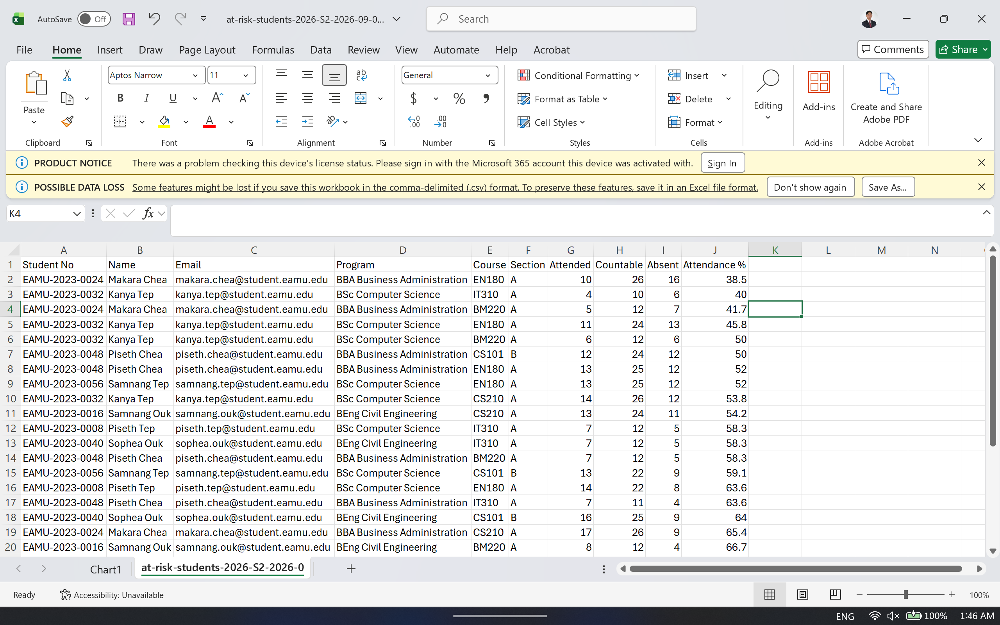 AutoSave Off at-risk-students-2026-S2-2026-09-0... Search
File Home Insert Draw Page Layout Formulas Data Review View Automate Help Acrobat Comments Share
Paste
Clipboard
Aptos Narrow 11
B I U
Font
Alignment
General
Number
Conditional Formatting
Format as Table
Cell Styles
Styles
Insert
Delete
Format
Cells
Editing
Add-ins
Add-ins
Create and Share
Adobe PDF
Adobe Acrobat
PRODUCT NOTICE There was a problem checking this device's license status. Please sign in with the Microsoft 365 account this device was activated with. Sign In
POSSIBLE DATA LOSS Some features might be lost if you save this workbook in the comma-delimited (.csv) format. To preserve these features, save it in an Excel file format. Don't show again Save As...
K4 fx
A B C D E F G H I J K L M N
1 Student No Name Email Program Course Section Attended Countable Absent Attendance %
2 EAMU-2023-0024 Makara Chea makara.chea@student.eamu.edu BBA Business Administration EN180 A 10 26 16 38.5
3 EAMU-2023-0032 Kanya Tep kanya.tep@student.eamu.edu BSc Computer Science IT310 A 4 10 6 40
4 EAMU-2023-0024 Makara Chea makara.chea@student.eamu.edu BBA Business Administration BM220 A 5 12 7 41.7
5 EAMU-2023-0032 Kanya Tep kanya.tep@student.eamu.edu BSc Computer Science EN180 A 11 24 13 45.8
6 EAMU-2023-0032 Kanya Tep kanya.tep@student.eamu.edu BSc Computer Science BM220 A 6 12 6 50
7 EAMU-2023-0048 Piseth Chea piseth.chea@student.eamu.edu BBA Business Administration CS101 B 12 24 12 50
8 EAMU-2023-0048 Piseth Chea piseth.chea@student.eamu.edu BBA Business Administration EN180 A 13 25 12 52
9 EAMU-2023-0056 Samnang Tep samnang.tep@student.eamu.edu BSc Computer Science EN180 A 13 25 12 52
10 EAMU-2023-0032 Kanya Tep kanya.tep@student.eamu.edu BSc Computer Science CS210 A 14 26 12 53.8
11 EAMU-2023-0016 Samnang Ouk samnang.ouk@student.eamu.edu BEng Civil Engineering CS210 A 13 24 11 54.2
12 EAMU-2023-0008 Piseth Tep piseth.tep@student.eamu.edu BSc Computer Science IT310 A 7 12 5 58.3
13 EAMU-2023-0040 Sophea Ouk sophea.ouk@student.eamu.edu BEng Civil Engineering IT310 A 7 12 5 58.3
14 EAMU-2023-0048 Piseth Chea piseth.chea@student.eamu.edu BBA Business Administration BM220 A 7 12 5 58.3
15 EAMU-2023-0056 Samnang Tep samnang.tep@student.eamu.edu BSc Computer Science CS101 B 13 22 9 59.1
16 EAMU-2023-0008 Piseth Tep piseth.tep@student.eamu.edu BSc Computer Science EN180 A 14 22 8 63.6
17 EAMU-2023-0048 Piseth Chea piseth.chea@student.eamu.edu BBA Business Administration IT310 A 7 11 4 63.6
18 EAMU-2023-0040 Sophea Ouk sophea.ouk@student.eamu.edu BEng Civil Engineering CS101 B 16 25 9 64
19 EAMU-2023-0024 Makara Chea makara.chea@student.eamu.edu BBA Business Administration CS210 A 17 26 9 65.4
20 EAMU-2023-0016 Samnang Ouk samnang.ouk@student.eamu.edu BEng Civil Engineering BM220 A 8 12 4 66.7
Chart1 at-risk-students-2026-S2-2026-0
Ready Accessibility: Unavailable 100%
ENG 100% 1:46 AM